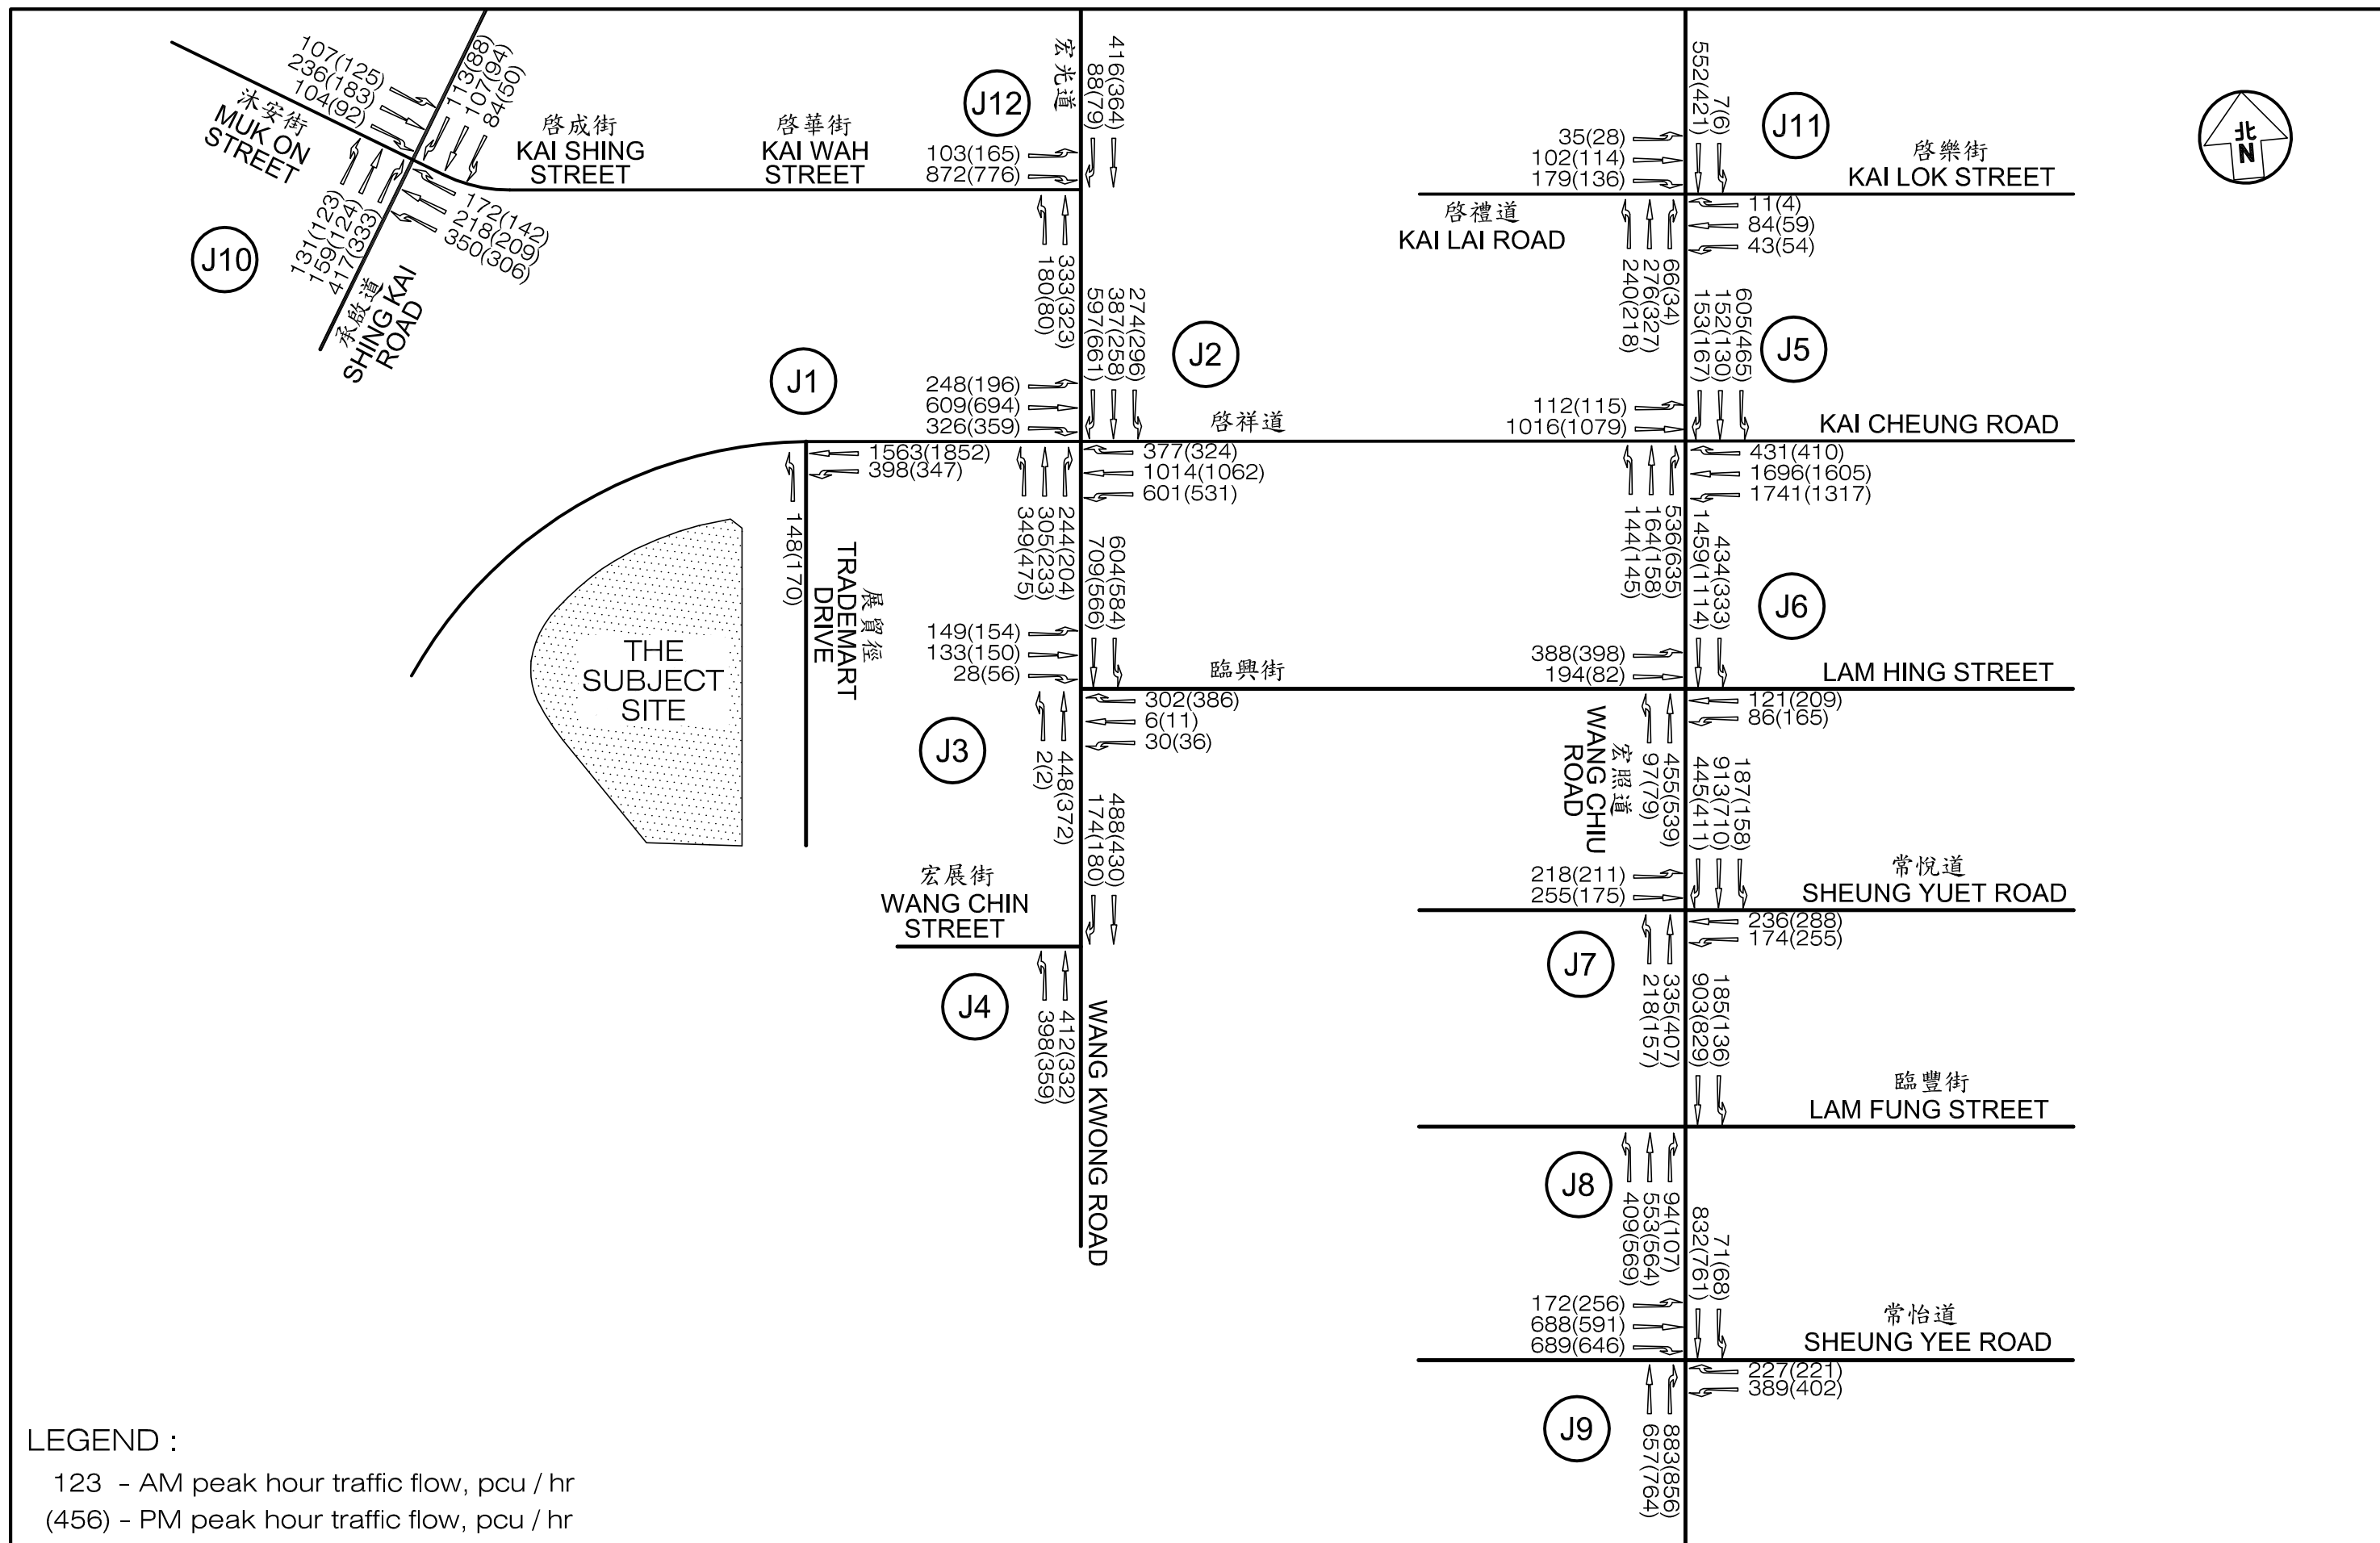 107(125)
236(183)
104(92)
113(88)
107(94)
84(50)
沐安街
MUK ON
STREET
131(123)
159(124)
417(333)
172(142)
218(209)
350(306)
J10
承啟道
SHING KAI
ROAD
啓成街
KAI SHING
STREET
啓華街
KAI WAH
STREET
J12
宏光道
416(364)
88(79)
103(165)
872(776)
333(323)
180(80)
552(421)
7(6)
J11
35(28)
102(114)
179(136)
啓樂街
KAI LOK STREET
北
N
啓禮道
KAI LAI ROAD
11(4)
84(59)
43(54)
66(34)
276(327)
240(218)
605(465)
152(130)
153(167)
J5
J1
248(196)
609(694)
326(359)
274(296)
387(258)
597(661)
J2
啓祥道
112(115)
1016(1079)
KAI CHEUNG ROAD
1563(1852)
398(347)
148(170)
展貿徑
TRADEMART
DRIVE
377(324)
1014(1062)
601(531)
244(204)
305(233)
349(475)
431(410)
1696(1605)
1741(1317)
536(635)
164(158)
144(145)
THE
SUBJECT
SITE
604(584)
709(566)
149(154)
133(150)
28(56)
臨興街
434(333)
1459(1114)
J6
388(398)
194(82)
LAM HING STREET
J3
302(386)
6(11)
30(36)
448(372)
2(2)
宏照道
WANG CHIU
ROAD
121(209)
86(165)
455(539)
97(79)
488(430)
174(180)
187(158)
913(710)
445(411)
宏展街
WANG CHIN
STREET
218(211)
255(175)
常悅道
SHEUNG YUET ROAD
J4
412(332)
398(359)
WANG KWONG ROAD
J7
236(288)
174(255)
335(407)
218(157)
185(136)
903(829)
臨豐街
LAM FUNG STREET
J8
94(107)
553(564)
409(569)
71(68)
832(761)
172(256)
688(591)
689(646)
常怡道
SHEUNG YEE ROAD
J9
227(221)
389(402)
883(856)
657(764)
LEGEND :
123 - AM peak hour traffic flow, pcu / hr
(456) - PM peak hour traffic flow, pcu / hr